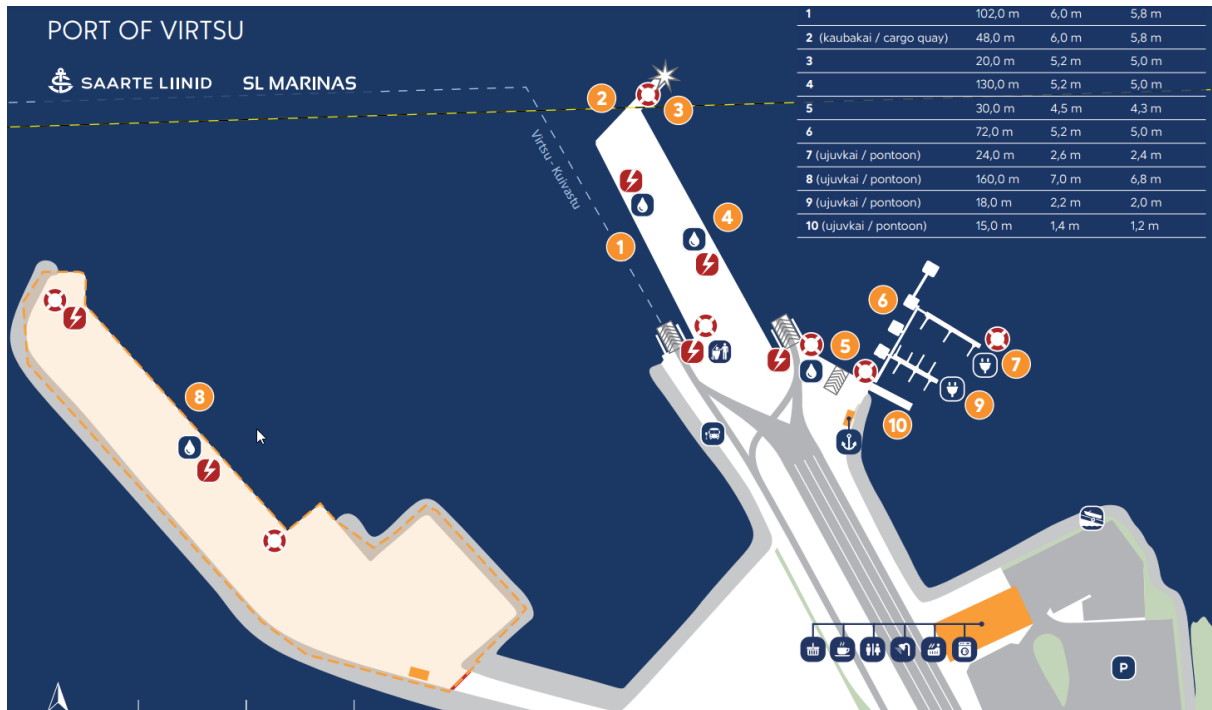 PORT OF VIRTSU
SAARTE LIINID SL MARINAS
1 102,0 m 6,0 m 5,8 m
2 (kaubakai / cargo quay) 48,0 m 6,0 m 5,8 m
3 20,0 m 5,2 m 5,0 m
4 130,0 m 5,2 m 5,0 m
5 30,0 m 4,5 m 4,3 m
6 72,0 m 5,2 m 5,0 m
7 (ujuvkai / pontoon) 24,0 m 2,6 m 2,4 m
8 (ujuvkai / pontoon) 160,0 m 7,0 m 6,8 m
9 (ujuvkai / pontoon) 18,0 m 2,2 m 2,0 m
10 (ujuvkai / pontoon) 15,0 m 1,4 m 1,2 m
2
3
Virtsu - Kuivastu
4
1
6
5
7
8
9
10
P